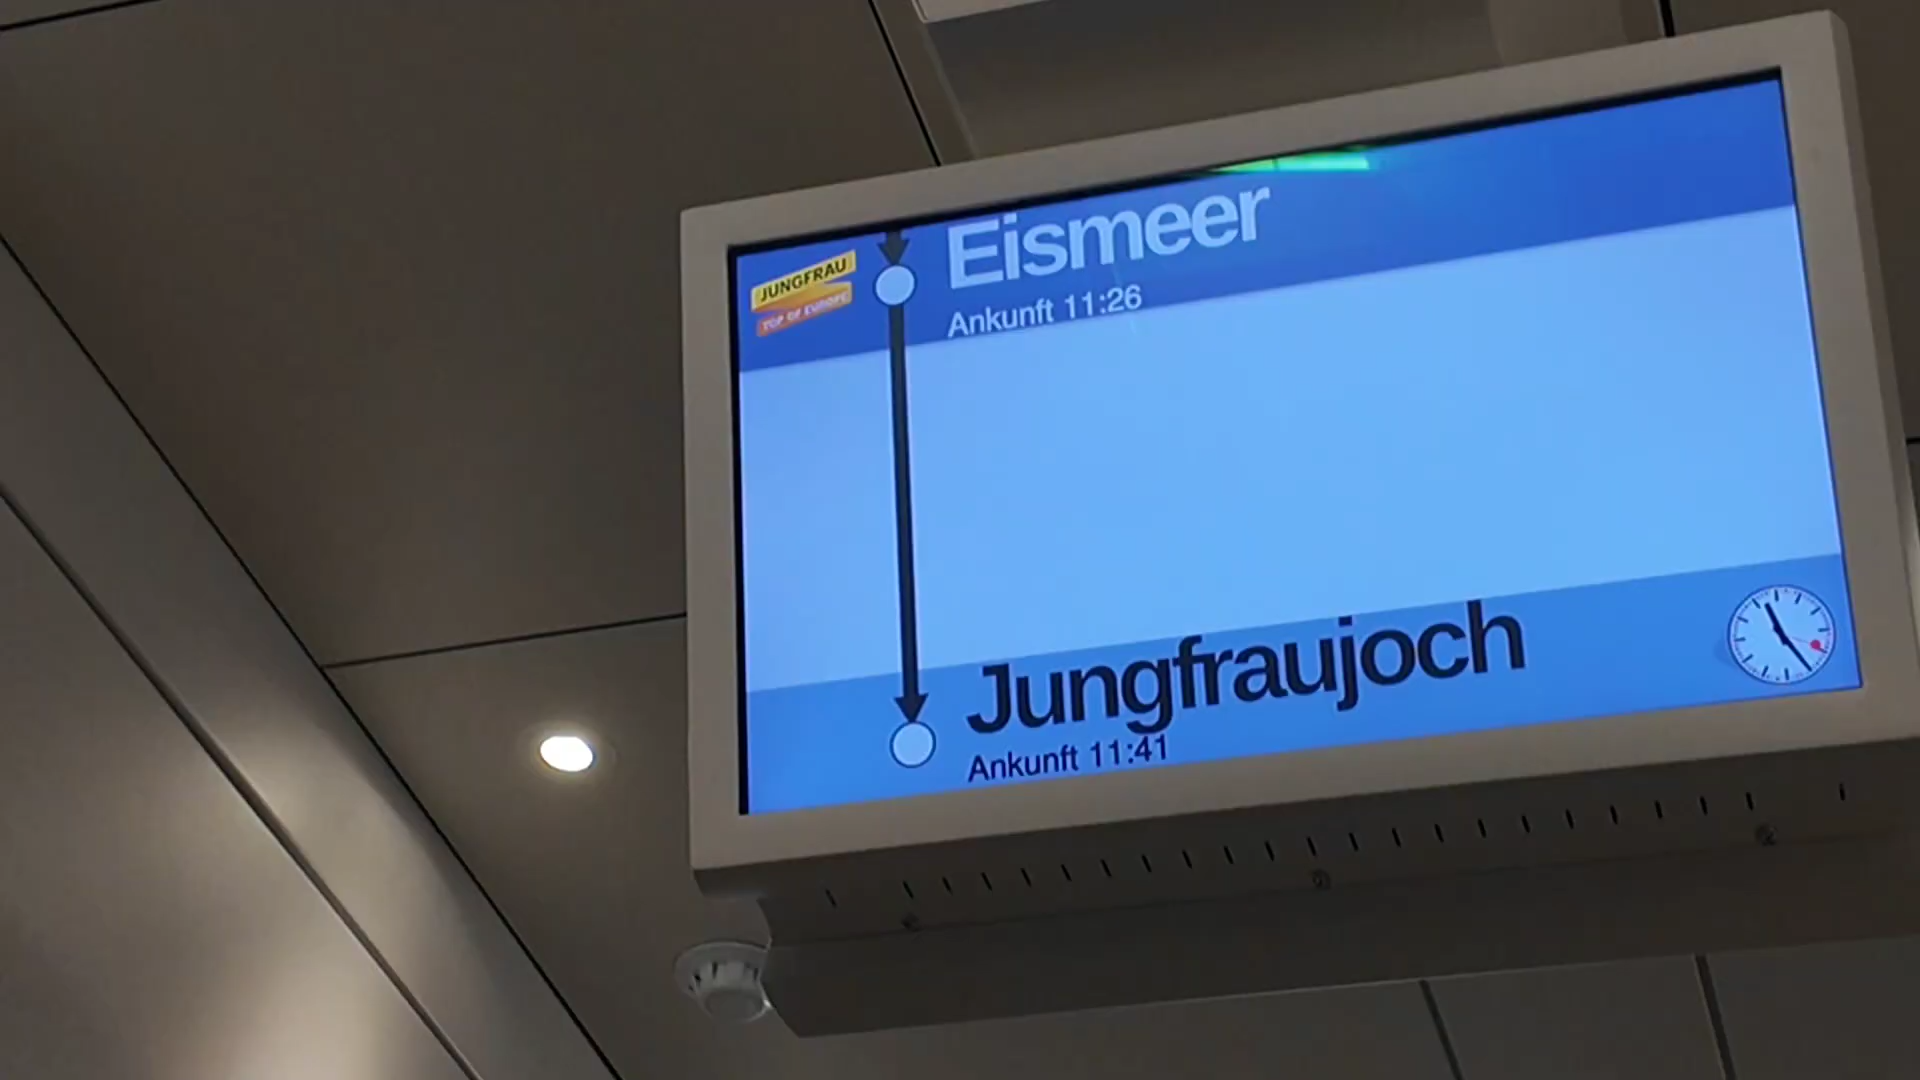 JUNGFRAU
TOP OF EUROPE
Eismeer
Ankunft 11:26
Jungfraujoch
Ankunft 11:41